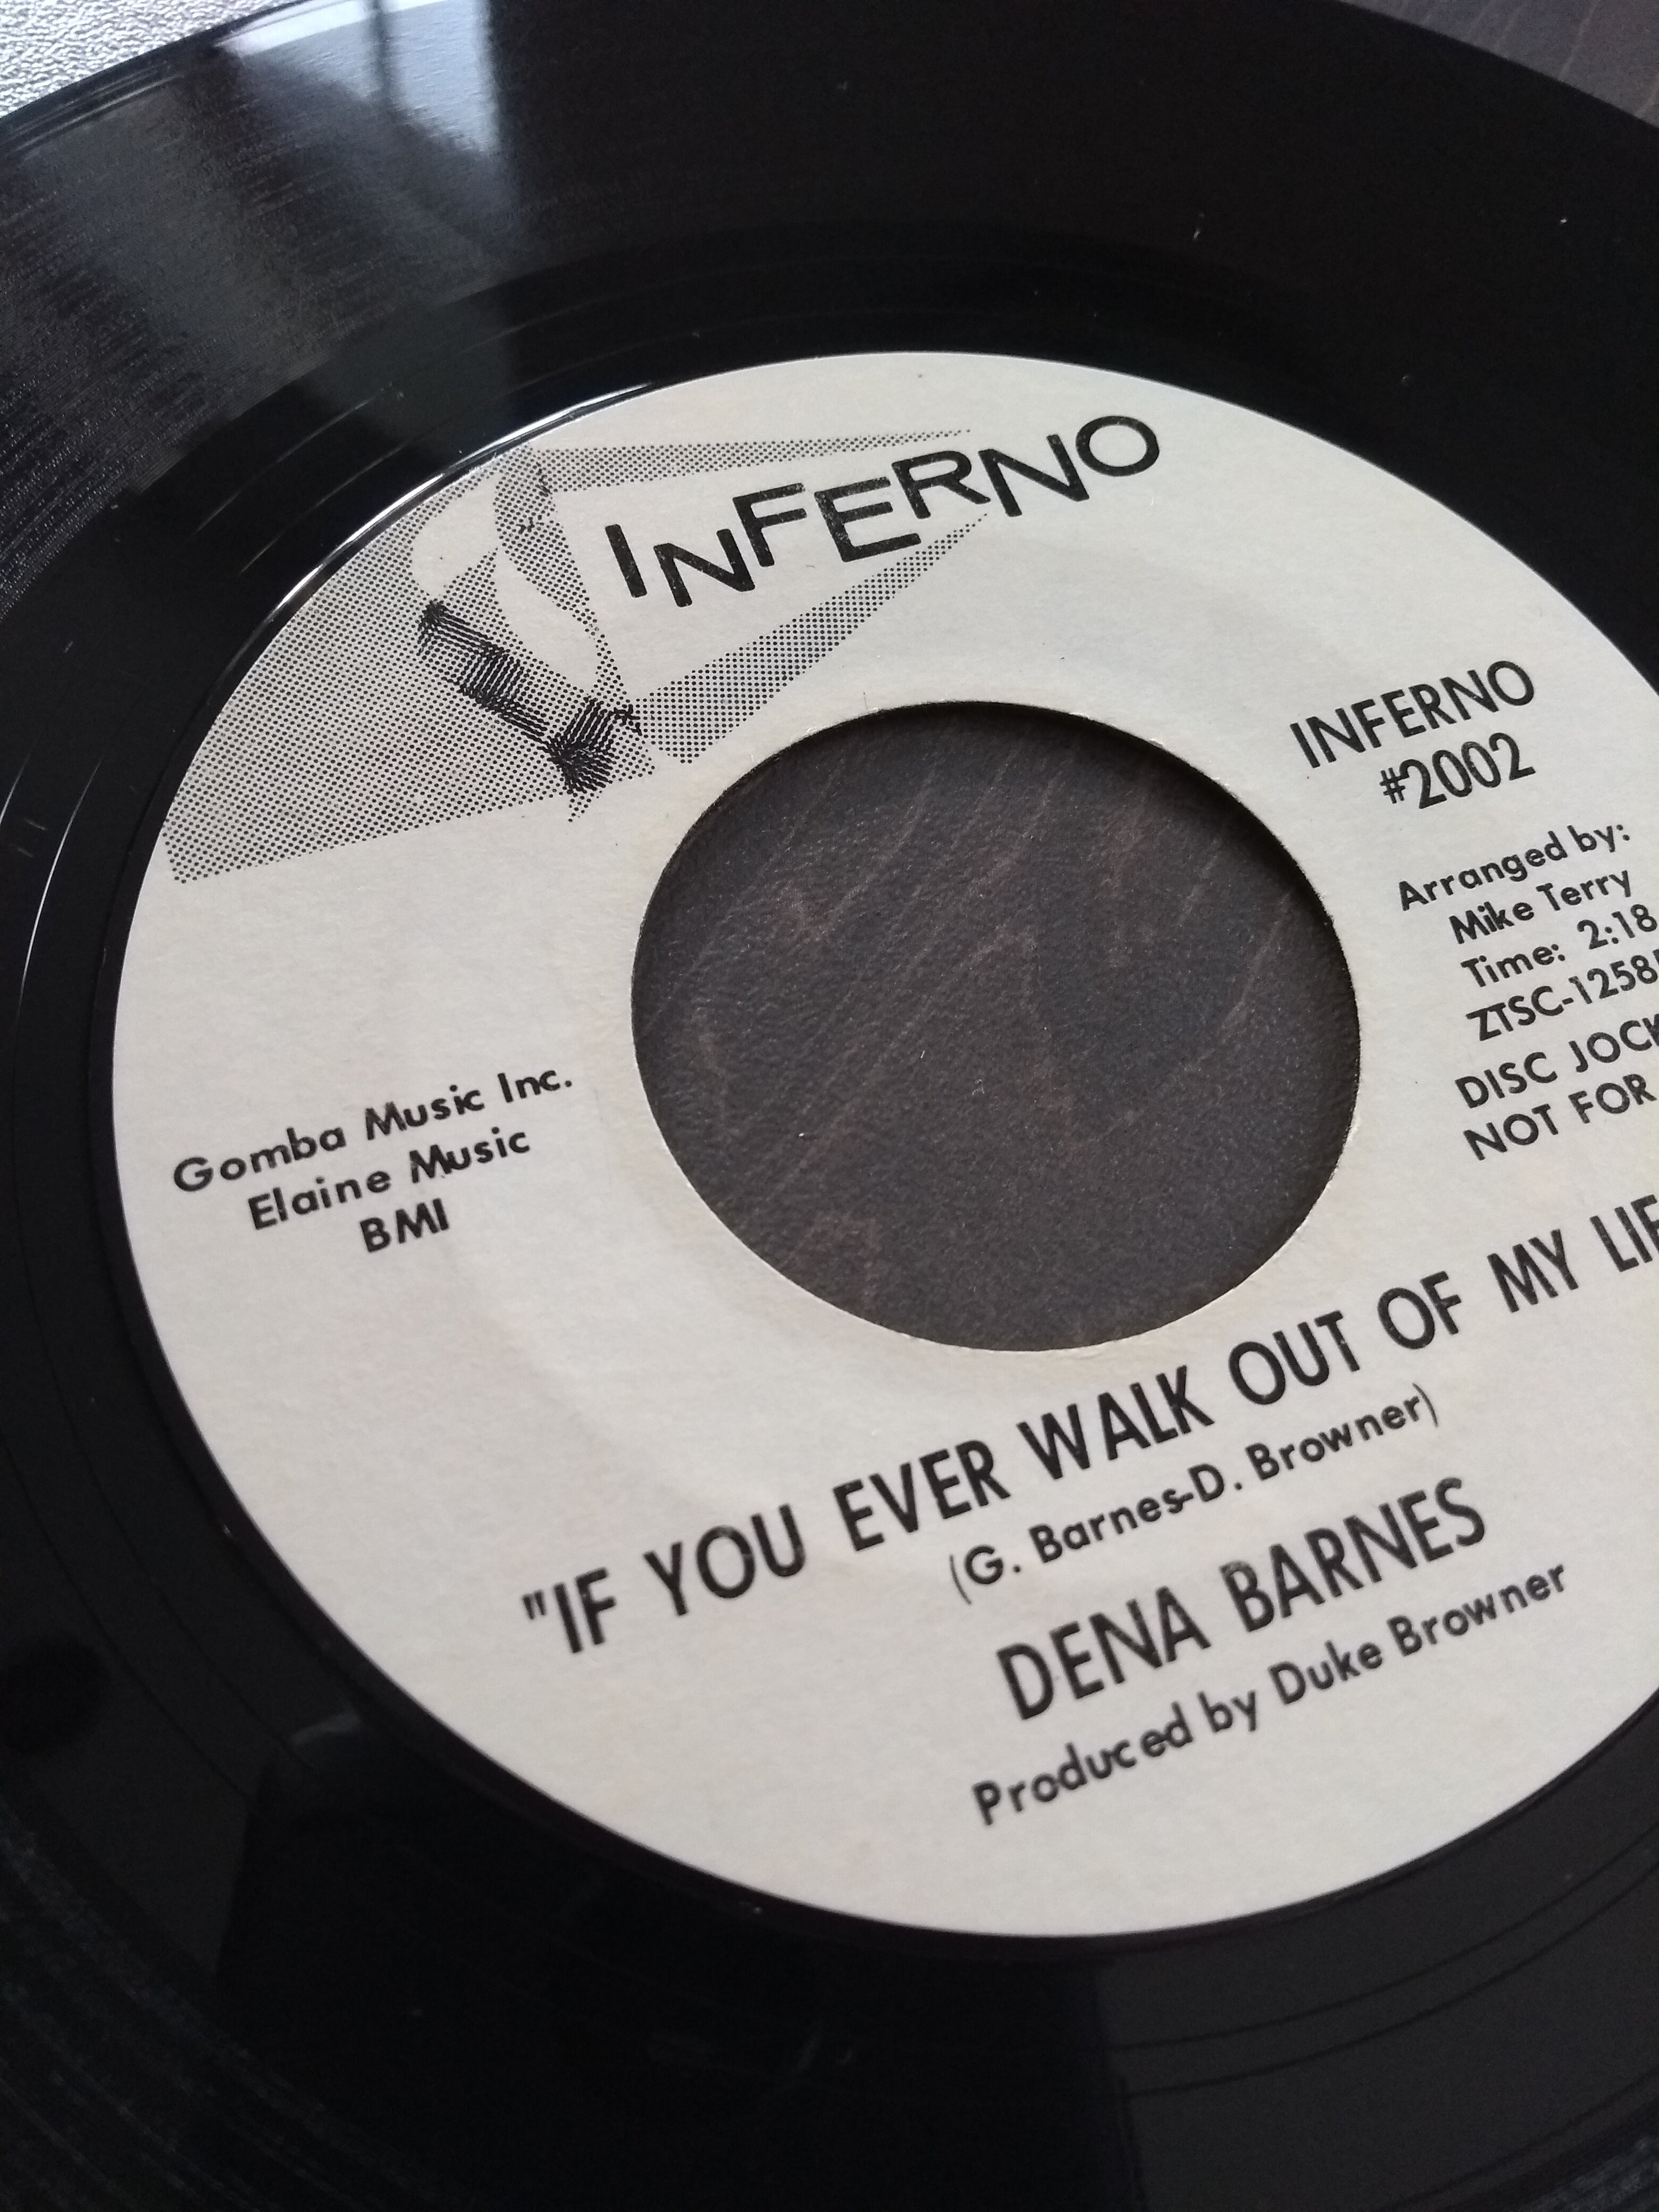 INFERNO
INFERNO
#2002
Arranged by:
Mike Terry
Time: 2:18
ZTSC-1258
DISC JOCK
NOT FOR
Gomba Music Inc.
Elaine Music
BMI
"IF YOU EVER WALK OUT OF MY LIF
(G. Barnes-D. Browner)
DENA BARNES
Produced by Duke Browner